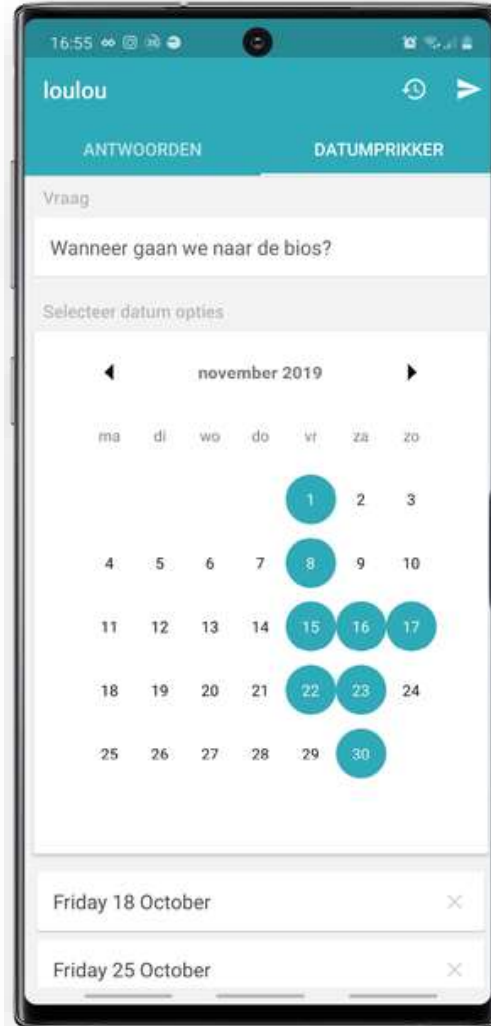 16:55
loulou
ANTWOORDEN DATUMPRIKKER
Vraag
Wanneer gaan we naar de bios?
Selecteer datum opties
november 2019
ma di wo do vr za zo
1 2 3
4 5 6 7 8 9 10
11 12 13 14 15 16 17
18 19 20 21 22 23 24
25 26 27 28 29 30
Friday 18 October
Friday 25 October